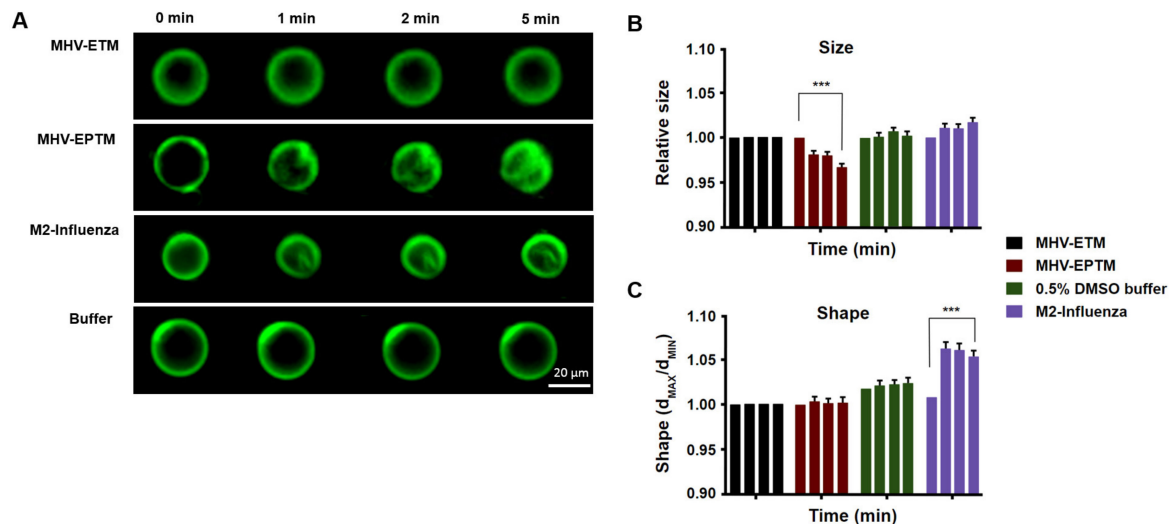 A
0 min 1 min 2 min 5 min
MHV-ETM
MHV-EPTM
M2-Influenza
Buffer
20 µm
B
Size
Relative size
1.10
1.05
1.00
0.95
0.90
***
Time (min)
MHV-ETM
MHV-EPTM
0.5% DMSO buffer
M2-Influenza
C
Shape
Shape (dMAX/dMIN)
1.10
1.05
1.00
0.95
0.90
***
Time (min)